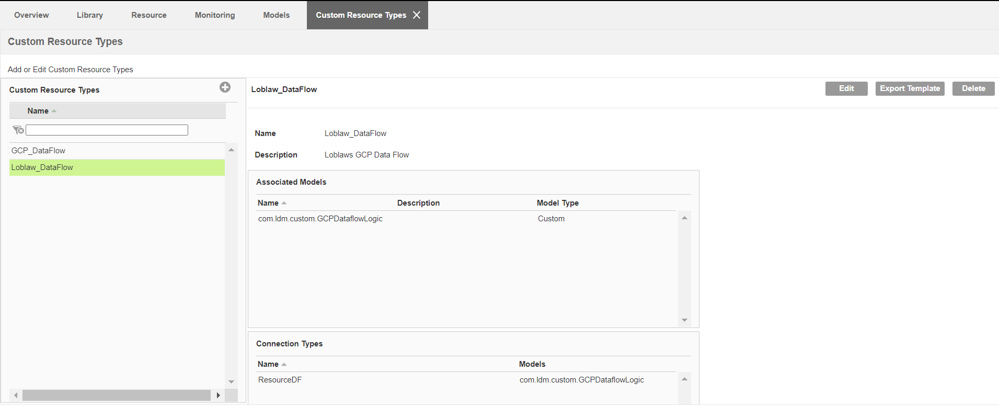 Overview Library Resource Monitoring Models Custom Resource Types
Custom Resource Types
Add or Edit Custom Resource Types
Custom Resource Types
Name
GCP_DataFlow
Loblaw_DataFlow
Loblaw_DataFlow Edit Export Template Delete
Name Loblaw_DataFlow
Description Loblaws GCP Data Flow
Associated Models
Name Description Model Type
com.ldm.custom.GCPDataflowLogic Custom
Connection Types
Name Models
ResourceDF com.ldm.custom.GCPDataflowLogic